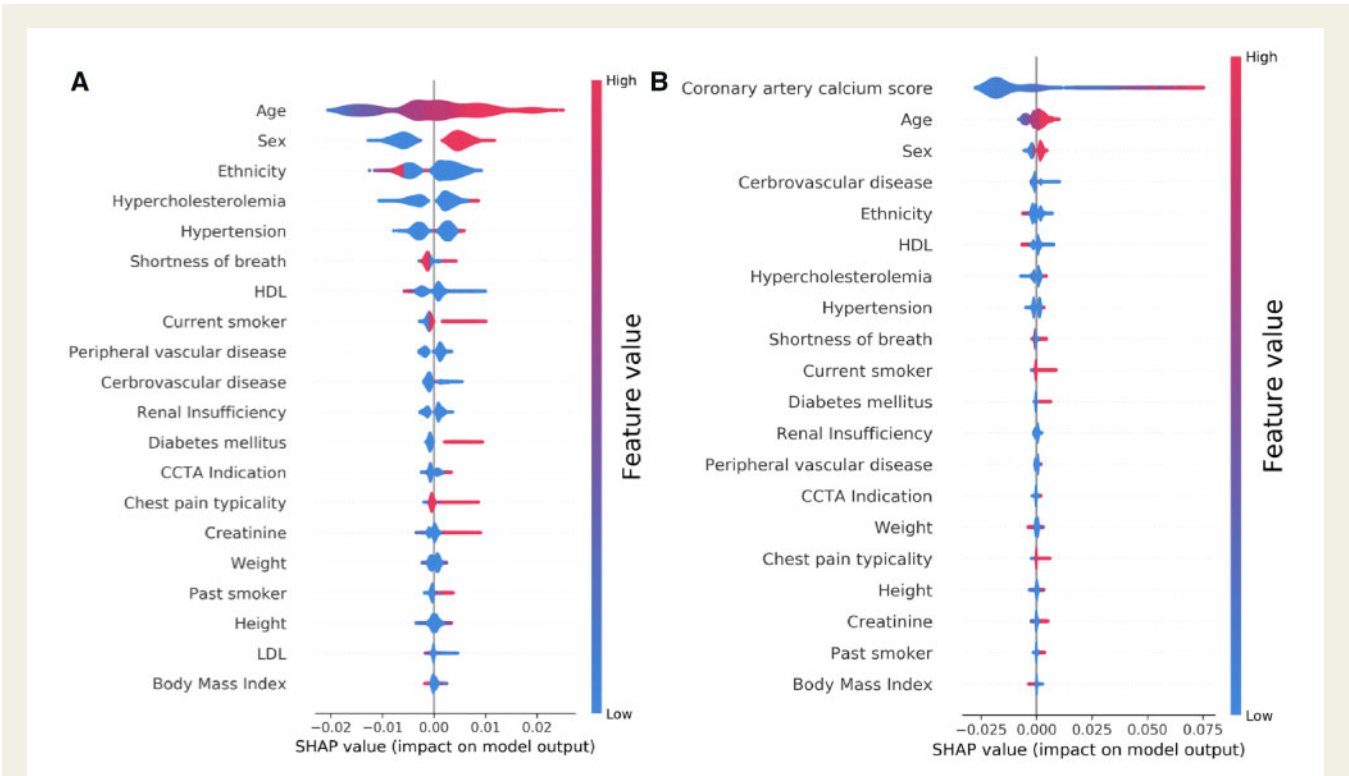 A
High
Age
Sex
Ethnicity
Hypercholesterolemia
Hypertension
Shortness of breath
HDL
Current smoker
Peripheral vascular disease
Cerbrovascular disease
Renal Insufficiency
Diabetes mellitus
CCTA Indication
Chest pain typicality
Creatinine
Weight
Past smoker
Height
LDL
Body Mass Index
Low
Feature value
−0.02 −0.01 0.00 0.01 0.02
SHAP value (impact on model output)
B
High
Coronary artery calcium score
Age
Sex
Cerbrovascular disease
Ethnicity
HDL
Hypercholesterolemia
Hypertension
Shortness of breath
Current smoker
Diabetes mellitus
Renal Insufficiency
Peripheral vascular disease
CCTA Indication
Weight
Chest pain typicality
Height
Creatinine
Past smoker
Body Mass Index
Low
Feature value
−0.025 0.000 0.025 0.050 0.075
SHAP value (impact on model output)